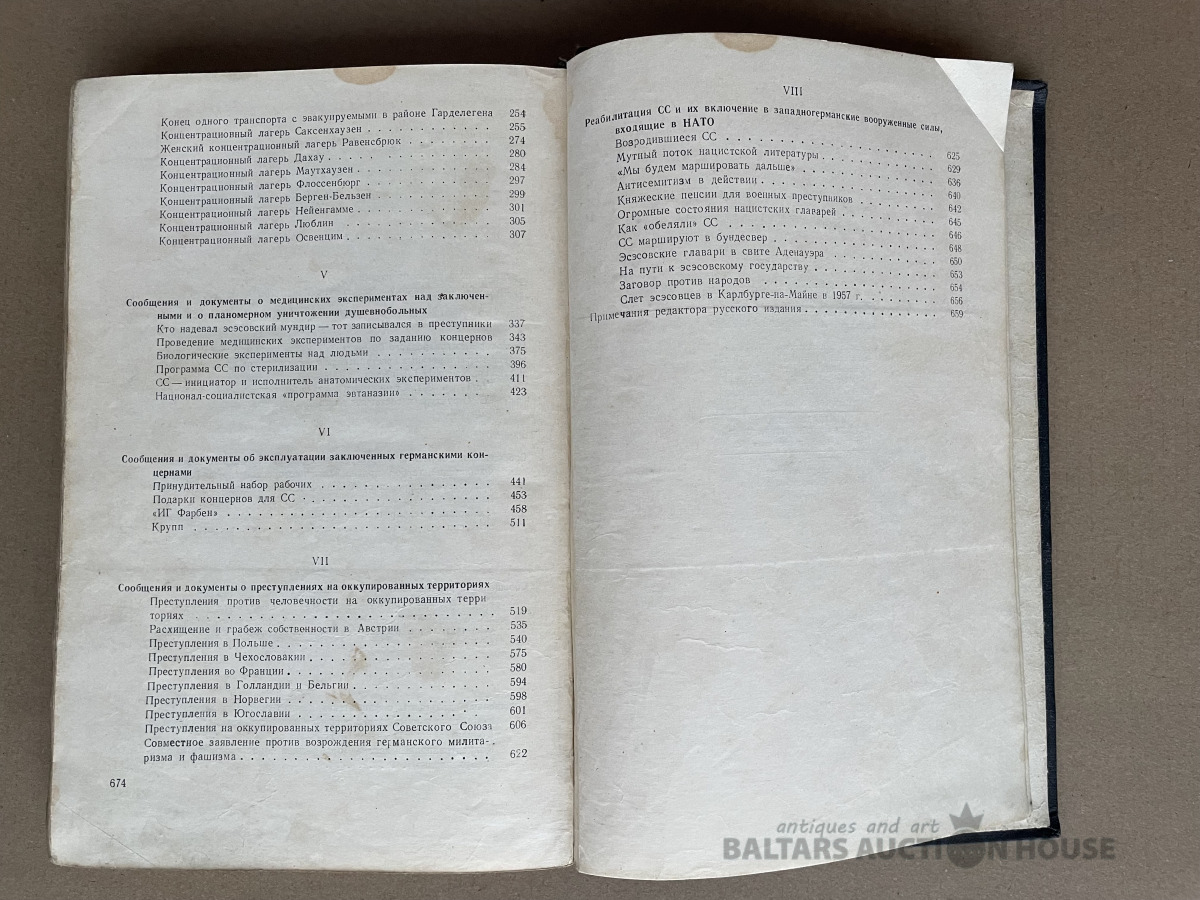 Конец одного транспорта с эвакуируемыми в районе Гарделегена 254
Концентрационный лагерь Саксенхаузен . . . . . . . . . . 255
Женский концентрационный лагерь Равенсбрюк . . . . . . . 274
Концентрационный лагерь Дахау . . . . . . . . . . . . . 280
Концентрационный лагерь Маутхаузен . . . . . . . . . . . 284
Концентрационный лагерь Флоссенбюрг . . . . . . . . . . 297
Концентрационный лагерь Берген-Бельзен . . . . . . . . . 299
Концентрационный лагерь Нейенгамме . . . . . . . . . . . 301
Концентрационный лагерь Люблин . . . . . . . . . . . . . 305
Концентрационный лагерь Освенцим . . . . . . . . . . . . 307
V
Сообщения и документы о медицинских экспериментах над заключен-
ными и о планомерном уничтожении душевнобольных
Кто надевал эсэсовский мундир — тот записывался в преступники 337
Проведение медицинских экспериментов по заданию концернов 343
Биологические эксперименты над людьми . . . . . . . . . 375
Программа СС по стерилизации . . . . . . . . . . . . . 396
СС — инициатор и исполнитель анатомических экспериментов . 411
Национал-социалистская «программа эвтаназии» . . . . . . . 423
VI
Сообщения и документы об эксплуатации заключенных германскими кон-
цернами
Принудительный набор рабочих . . . . . . . . . . . . . 441
Подарки концернов для СС . . . . . . . . . . . . . . . 453
«ИГ Фарбен» . . . . . . . . . . . . . . . . . . . . . 458
Крупп . . . . . . . . . . . . . . . . . . . . . . . . 511
VII
Сообщения и документы о преступлениях на оккупированных территориях
Преступления против человечности на оккупированных терри
ториях . . . . . . . . . . . . . . . . . . . . . . . . 519
Расхищение и грабеж собственности в Австрии . . . . . . . 535
Преступления в Польше . . . . . . . . . . . . . . . . . 540
Преступления в Чехословакии . . . . . . . . . . . . . . 575
Преступления во Франции . . . . . . . . . . . . . . . . 580
Преступления в Голландии и Бельгии . . . . . . . . . . . 594
Преступления в Норвегии . . . . . . . . . . . . . . . . 598
Преступления в Югославии . . . . . . . . . . . . . . . 601
Преступления на оккупированных территориях Советского Союза 606
Совместное заявление против возрождения германского милита-
ризма и фашизма . . . . . . . . . . . . . . . . . . . . 622
674
VIII
Реабилитация СС и их включение в западногерманские вооруженные силы,
входящие в НАТО
Возродившиеся СС . . . . . . . . . . . . . . . . . . . 625
Мутный поток нацистской литературы . . . . . . . . . . . 629
«Мы будем маршировать дальше» . . . . . . . . . . . . . 636
Антисемитизм в действии . . . . . . . . . . . . . . . . 640
Княжеские пенсии для военных преступников . . . . . . . . 642
Огромные состояния нацистских главарей . . . . . . . . . 645
Как «обеляли» СС . . . . . . . . . . . . . . . . . . . 646
СС маршируют в бундесвер . . . . . . . . . . . . . . . 648
Эсэсовские главари в свите Аденауэра . . . . . . . . . . 650
На пути к эсэсовскому государству . . . . . . . . . . . 653
Заговор против народов . . . . . . . . . . . . . . . . 654
Слет эсэсовцев в Карлбурге-на-Майне в 1957 г. . . . . . . 656
Примечания редактора русского издания . . . . . . . . . . 659
antiques and art
BALTARS AUCTION HOUSE